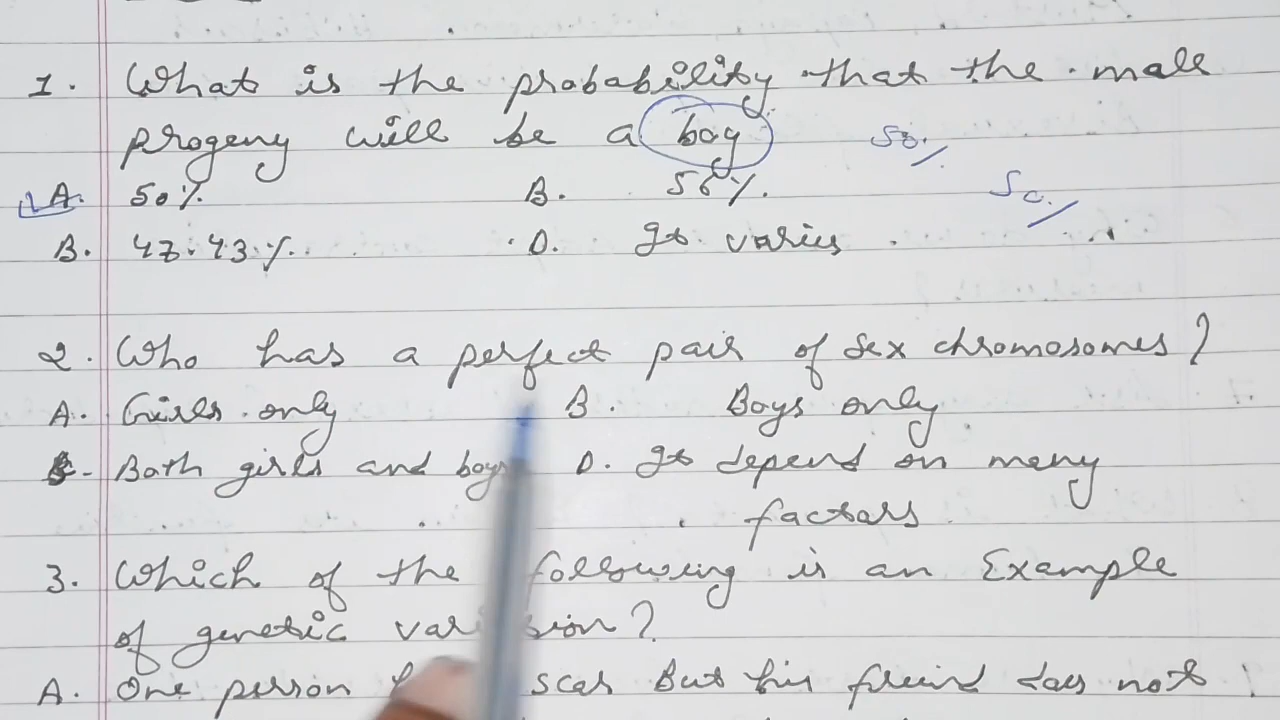 1. What is the probability that the male
progeny will be a boy 50%
A. 50% B. 56% 50%
B. 47.43% D. It varies
2. Who has a perfect pair of Sex chromosomes?
A. Girls only B. Boys only
C. Both girls and boys D. It depend on many
factors
3. Which of the following is an Example
of genetic
A. One person scar But his freind does not